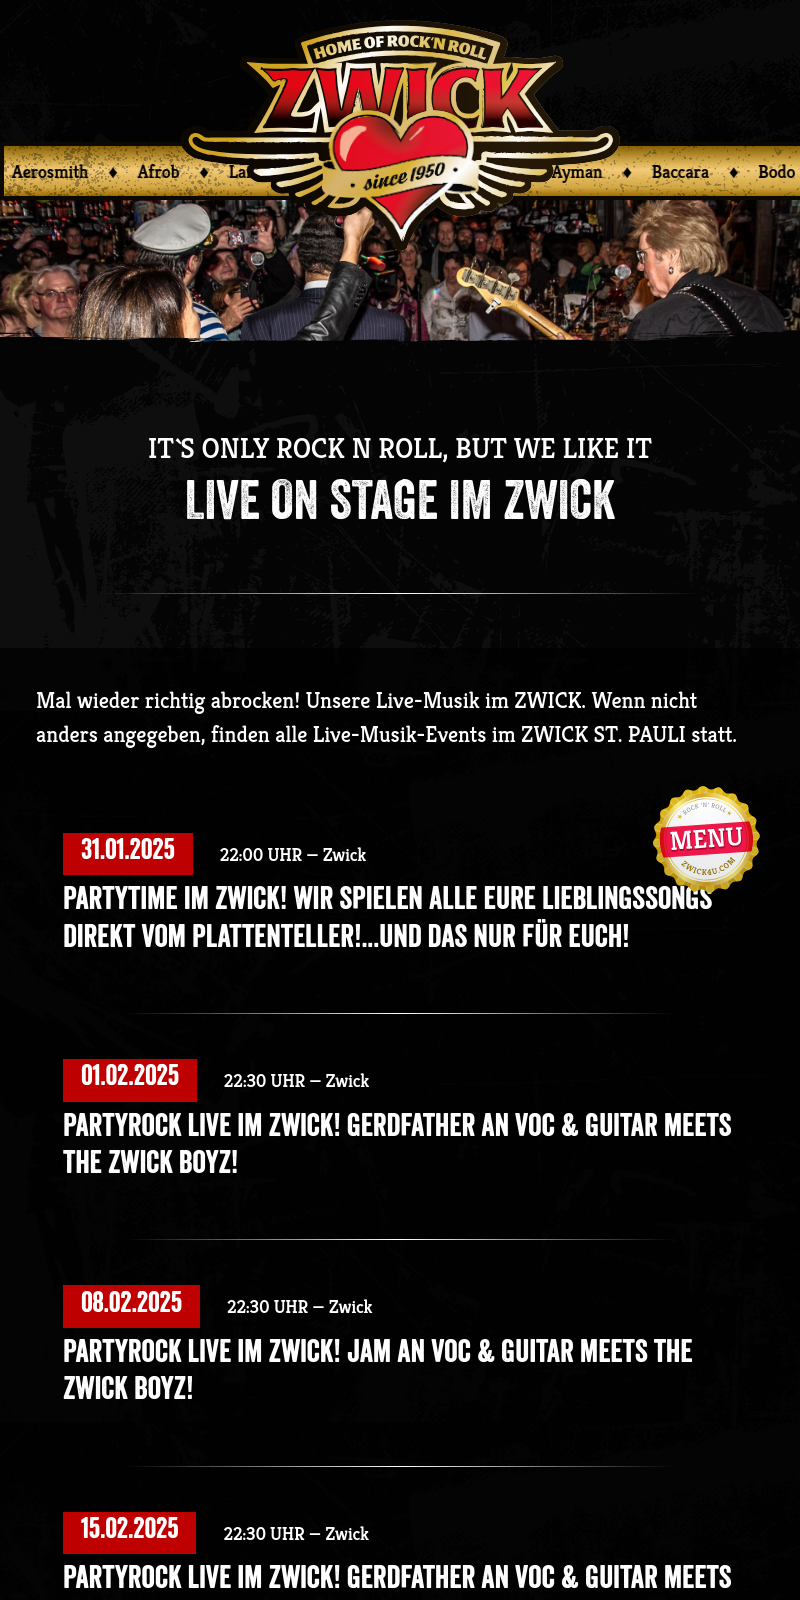 HOME OF ROCK'N ROLL
ZWICK
since 1950
Aerosmith ♦ Afrob ♦ Ayman ♦ Baccara ♦ Bodo
IT`S ONLY ROCK N ROLL, BUT WE LIKE IT
LIVE ON STAGE IM ZWICK
Mal wieder richtig abrocken! Unsere Live-Musik im ZWICK. Wenn nicht
anders angegeben, finden alle Live-Musik-Events im ZWICK ST. PAULI statt.
ROCK 'N' ROLL
MENU
ZWICK4U.COM
31.01.2025 22:00 UHR – Zwick
PARTYTIME IM ZWICK! WIR SPIELEN ALLE EURE LIEBLINGSSONGS
DIREKT VOM PLATTENTELLER!...UND DAS NUR FÜR EUCH!
01.02.2025 22:30 UHR – Zwick
PARTYROCK LIVE IM ZWICK! GERDFATHER AN VOC & GUITAR MEETS
THE ZWICK BOYZ!
08.02.2025 22:30 UHR – Zwick
PARTYROCK LIVE IM ZWICK! JAM AN VOC & GUITAR MEETS THE
ZWICK BOYZ!
15.02.2025 22:30 UHR – Zwick
PARTYROCK LIVE IM ZWICK! GERDFATHER AN VOC & GUITAR MEETS